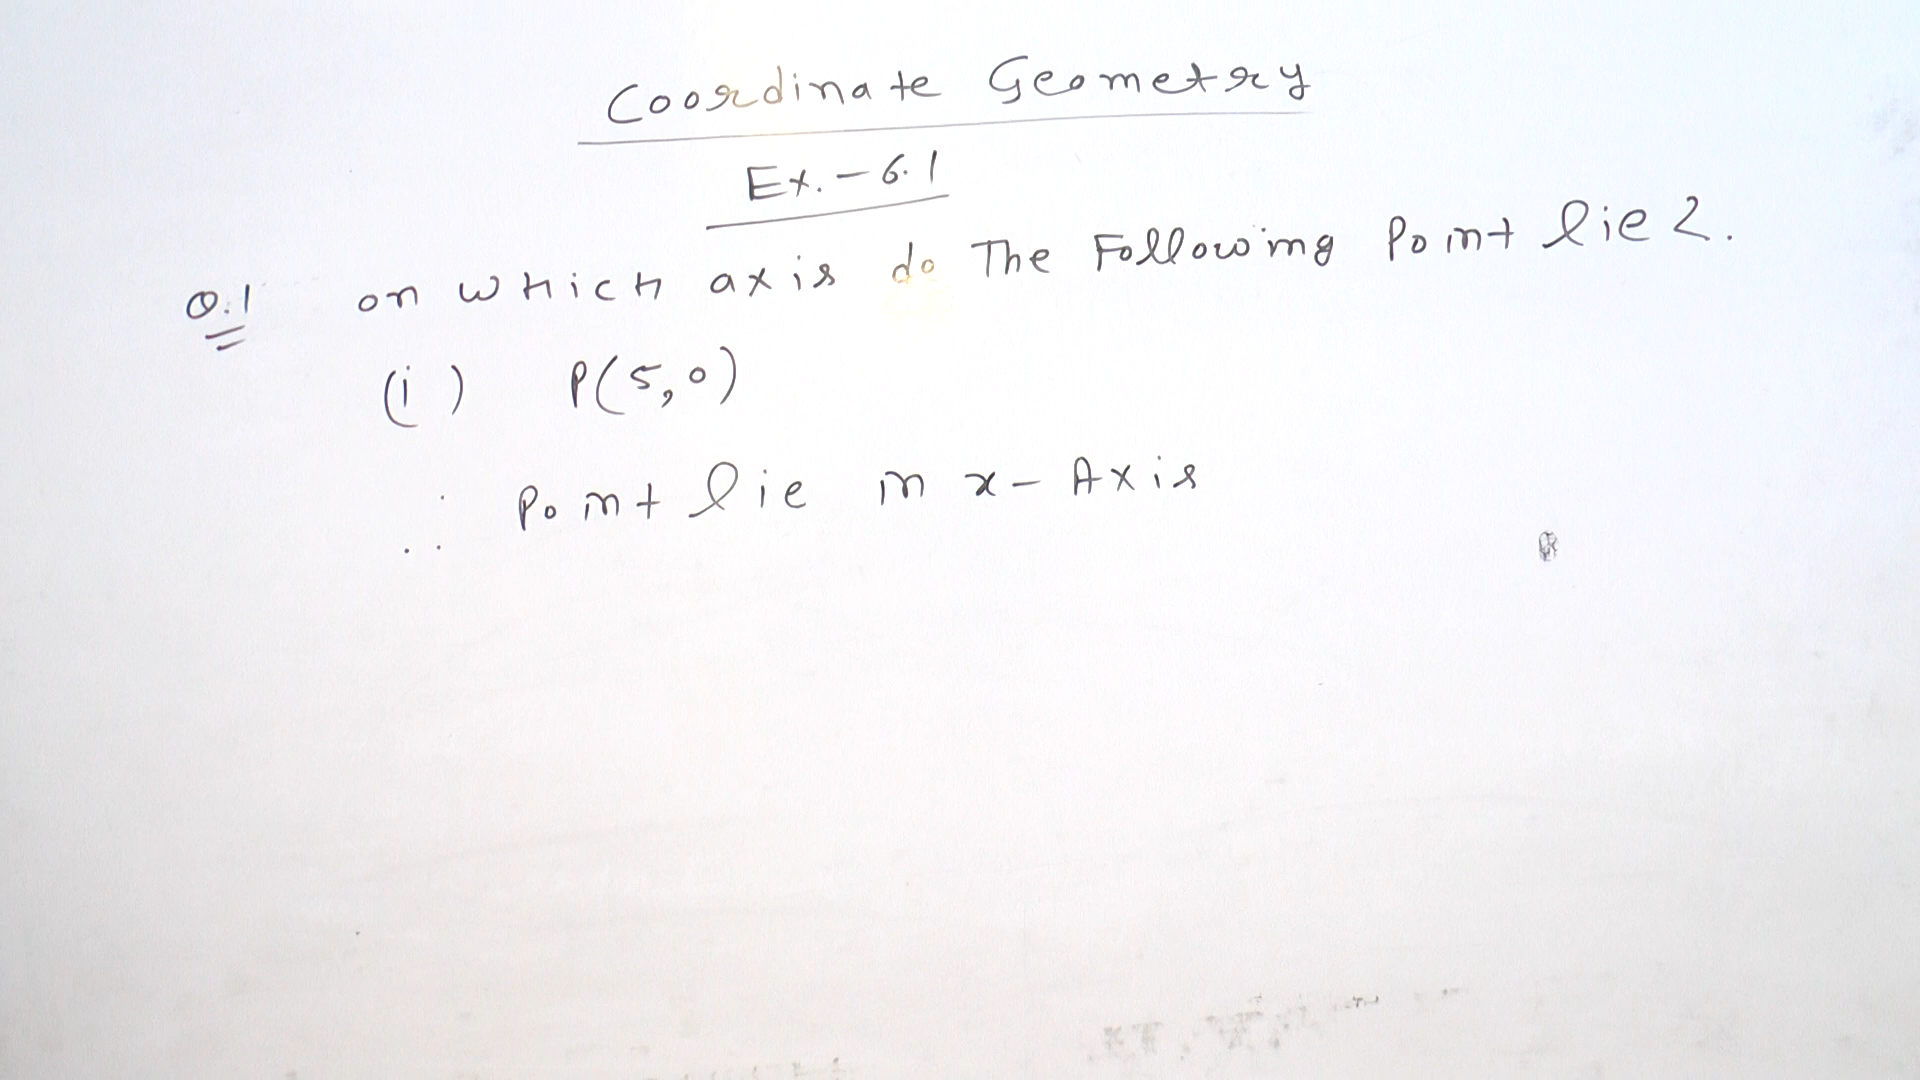 Coordinate Geometry
Ex. - 6.1
Q.1 on which axis do The Following Point lie ?.
(i) P(5,0)
∴ Point lie in x - Axis